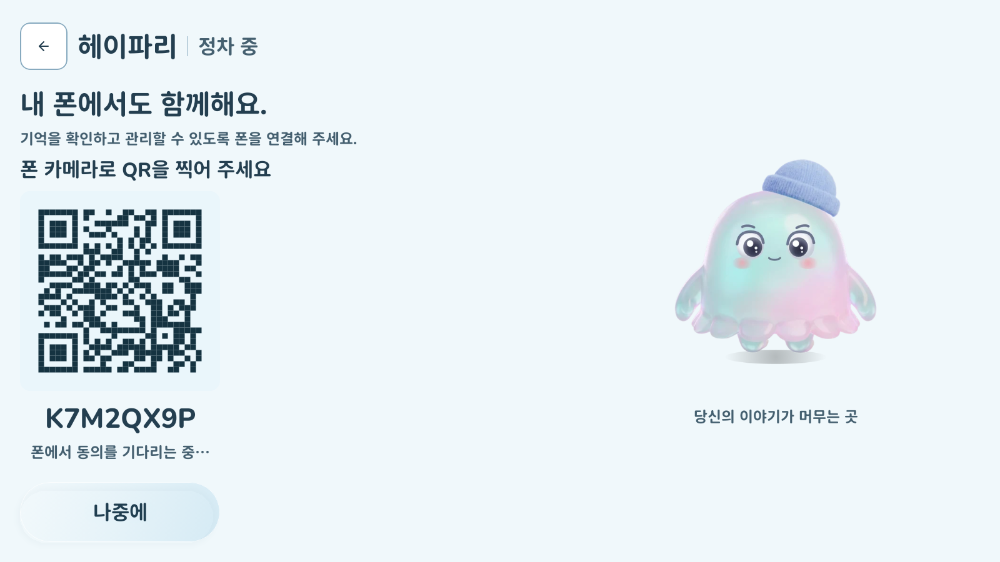 헤이파리
정차 중
내 폰에서도 함께해요.
기억을 확인하고 관리할 수 있도록 폰을 연결해 주세요.
폰 카메라로 QR을 찍어 주세요
K7M2QX9P
폰에서 동의를 기다리는 중…
나중에
당신의 이야기가 머무는 곳